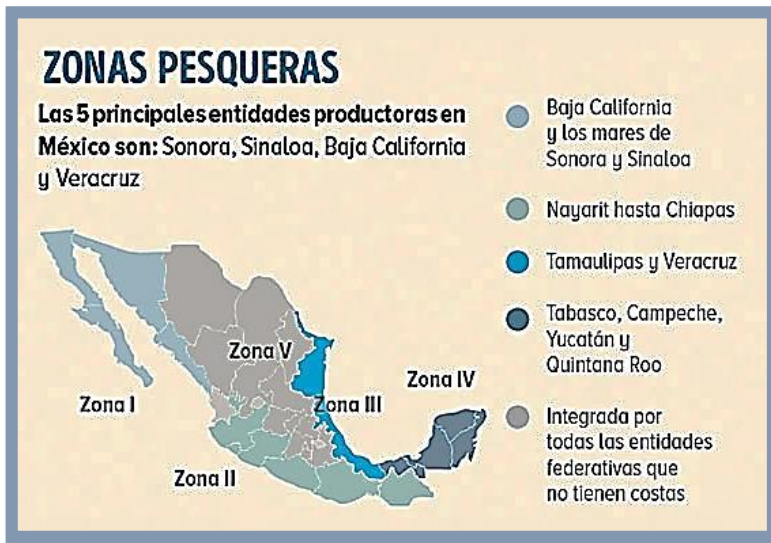 ZONAS PESQUERAS
Las 5 principales entidades productoras en
México son: Sonora, Sinaloa, Baja California
y Veracruz
Zona I
Zona II
Zona III
Zona IV
Zona V
Baja California
y los mares de
Sonora y Sinaloa
Nayarit hasta Chiapas
Tamaulipas y Veracruz
Tabasco, Campeche,
Yucatán y
Quintana Roo
Integrada por
todas las entidades
federativas que
no tienen costas